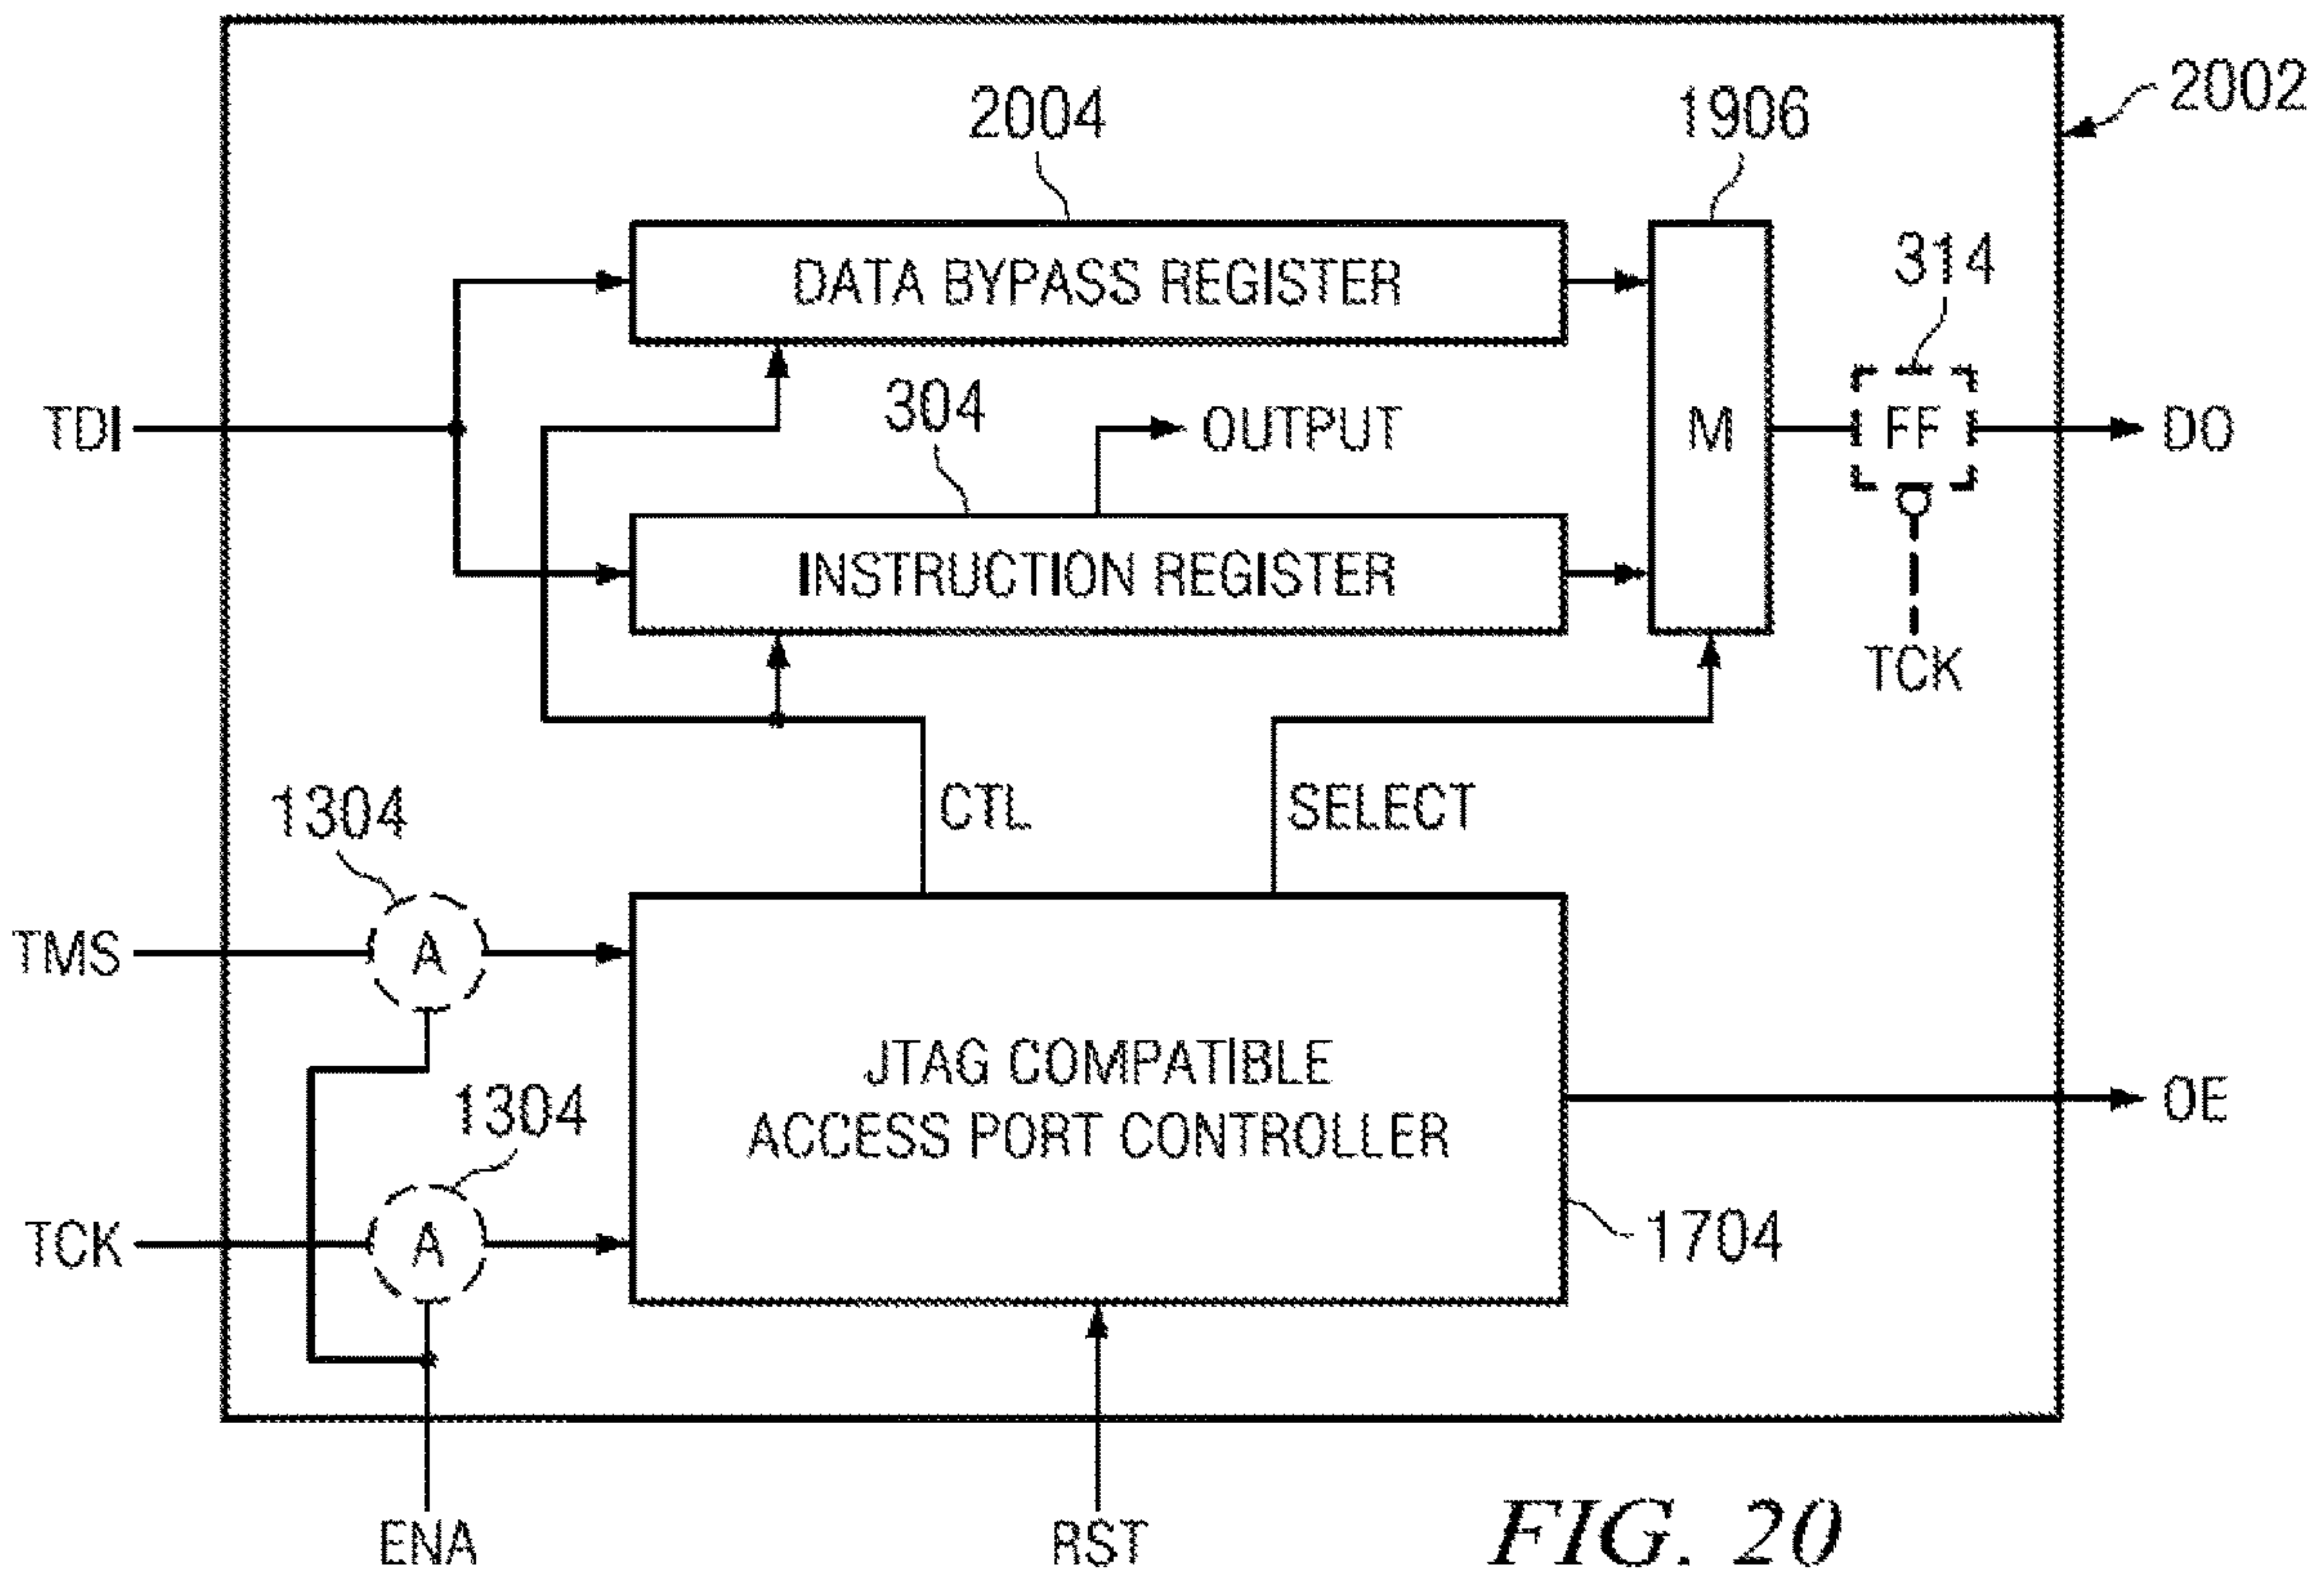 2002
2004
1906
314
DATA BYPASS REGISTER
TDI
304
OUTPUT
M
FF
DO
INSTRUCTION REGISTER
TCK
1304
CTL
SELECT
TMS
A
JTAG COMPATIBLE
ACCESS PORT CONTROLLER
1304
OE
TCK
A
1704
ENA
RST
FIG. 20